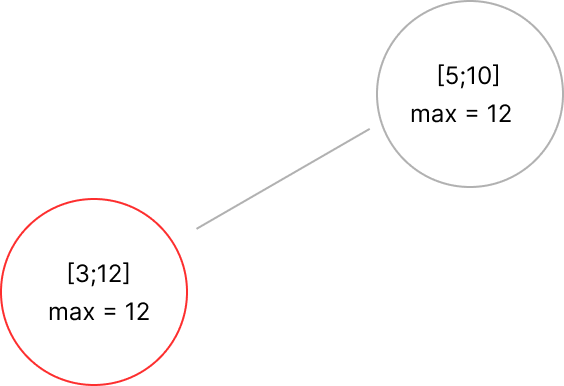 [5;10]
max = 12
[3;12]
max = 12